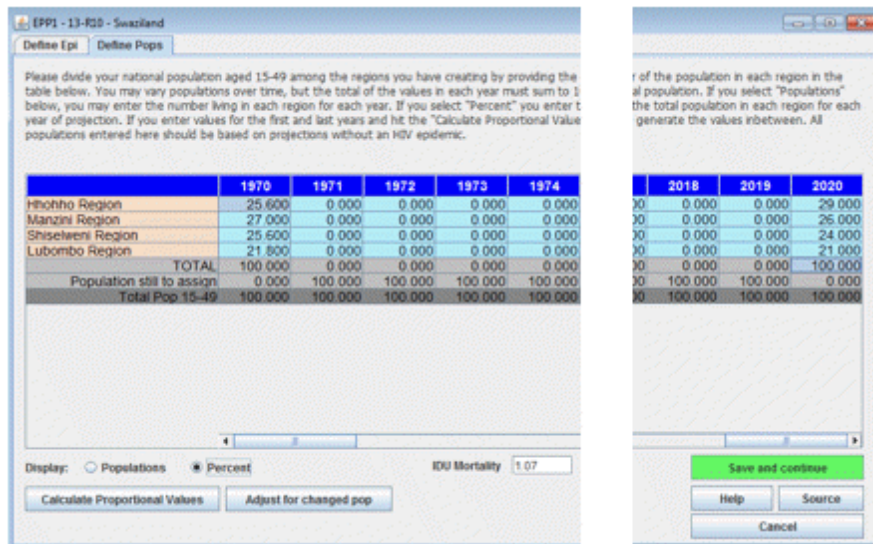 EPP1 - 13-R10 - Swaziland
Define Epi Define Pops
Please divide your national population aged 15-49 among the regions you have creating by providing the r of the population in each region in the
table below. You may vary populations over time, but the total of the values in each year must sum to 1 al population. If you select "Populations"
below, you may enter the number living in each region for each year. If you select "Percent" you enter t the total population in each region for each
year of projection. If you enter values for the first and last years and hit the "Calculate Proportional Value generate the values inbetween. All
populations entered here should be based on projections without an HIV epidemic.
1970 1971 1972 1973 1974 2018 2019 2020
Hhohho Region 25.600 0.000 0.000 0.000 0.000 00 0.000 0.000 29.000
Manzini Region 27.000 0.000 0.000 0.000 0.000 00 0.000 0.000 26.000
Shiselweni Region 25.600 0.000 0.000 0.000 0.000 00 0.000 0.000 24.000
Lubombo Region 21.800 0.000 0.000 0.000 0.000 00 0.000 0.000 21.000
TOTAL 100.000 0.000 0.000 0.000 0.000 00 0.000 0.000 100.000
Population still to assign 0.000 100.000 100.000 100.000 100.000 00 100.000 100.000 0.000
Total Pop 15-49 100.000 100.000 100.000 100.000 100.000 00 100.000 100.000 100.000
Display: Populations Percent IDU Mortality 1.07 Save and continue
Calculate Proportional Values Adjust for changed pop Help Source
Cancel